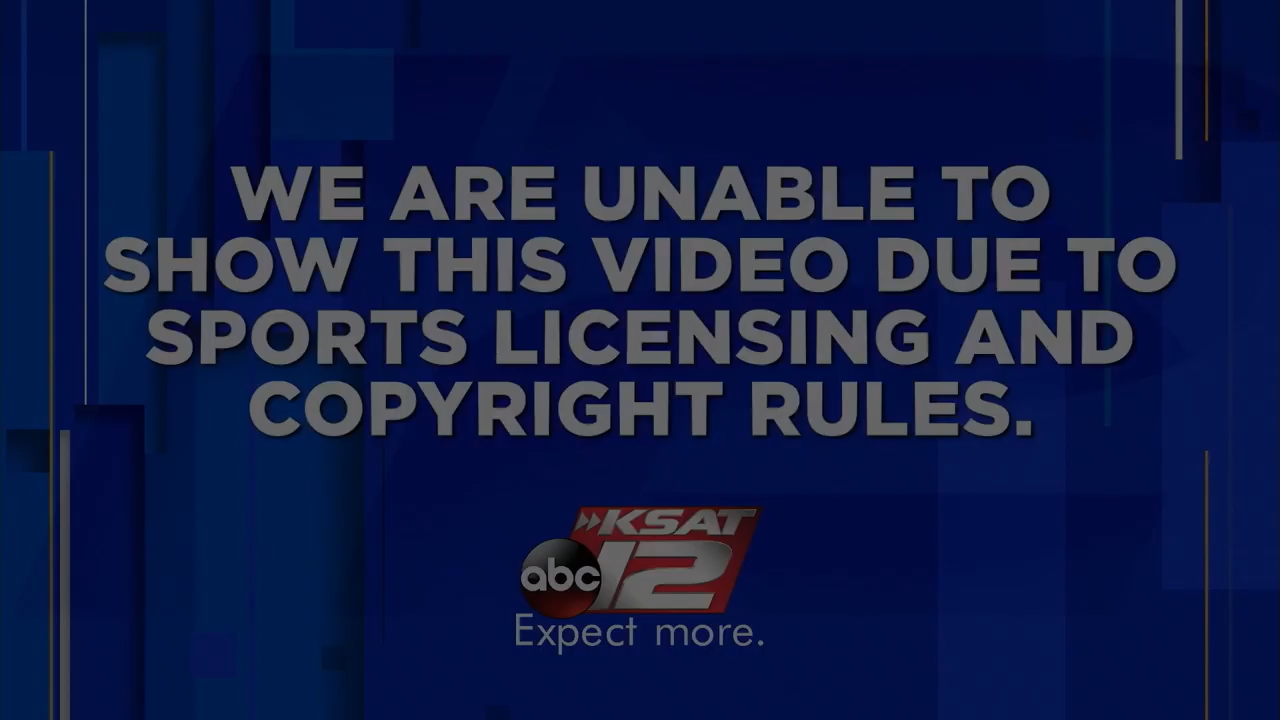 WE ARE UNABLE TO
SHOW THIS VIDEO DUE TO
SPORTS LICENSING AND
COPYRIGHT RULES.
KSAT
abc 12
Expect more.